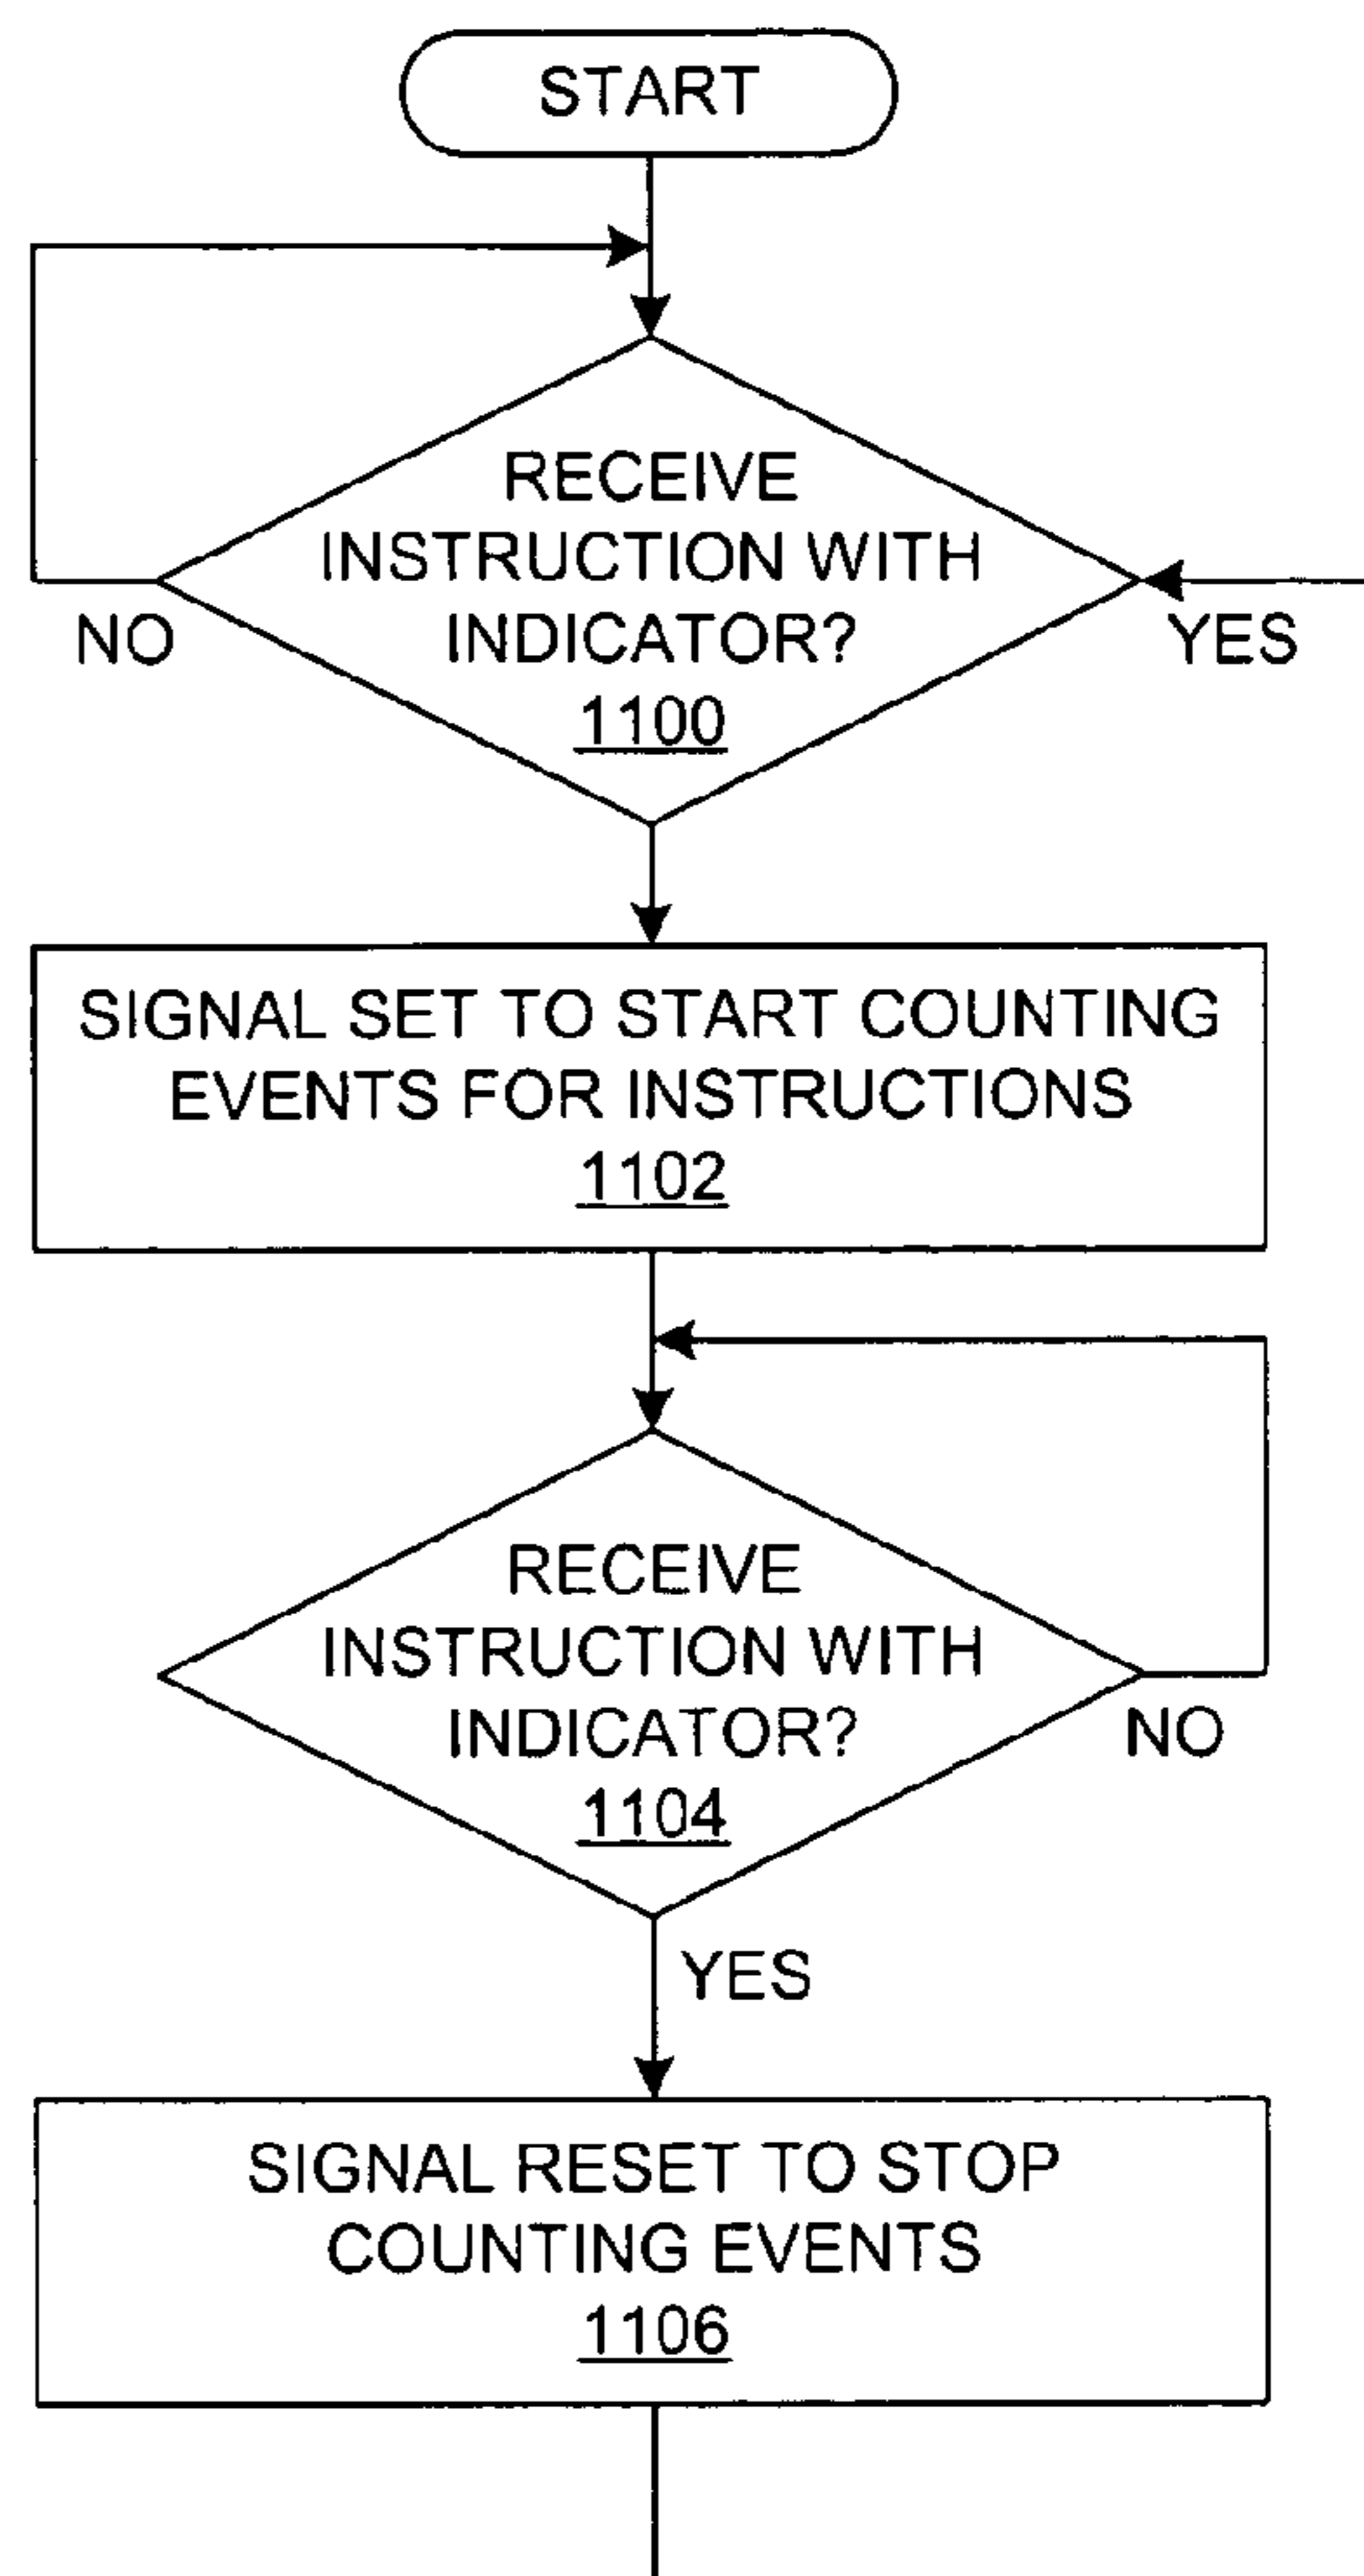 START
RECEIVE
INSTRUCTION WITH
INDICATOR?
1100
NO
YES
SIGNAL SET TO START COUNTING
EVENTS FOR INSTRUCTIONS
1102
RECEIVE
INSTRUCTION WITH
INDICATOR?
1104
NO
YES
SIGNAL RESET TO STOP
COUNTING EVENTS
1106